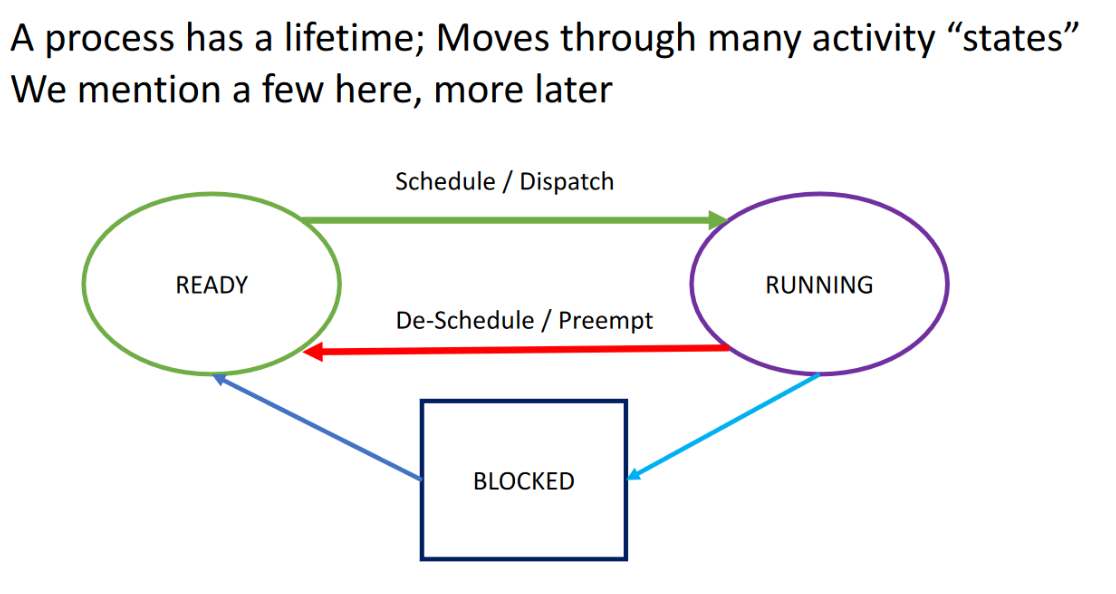 A process has a lifetime; Moves through many activity “states”
We mention a few here, more later
Schedule / Dispatch
READY
RUNNING
De-Schedule / Preempt
BLOCKED